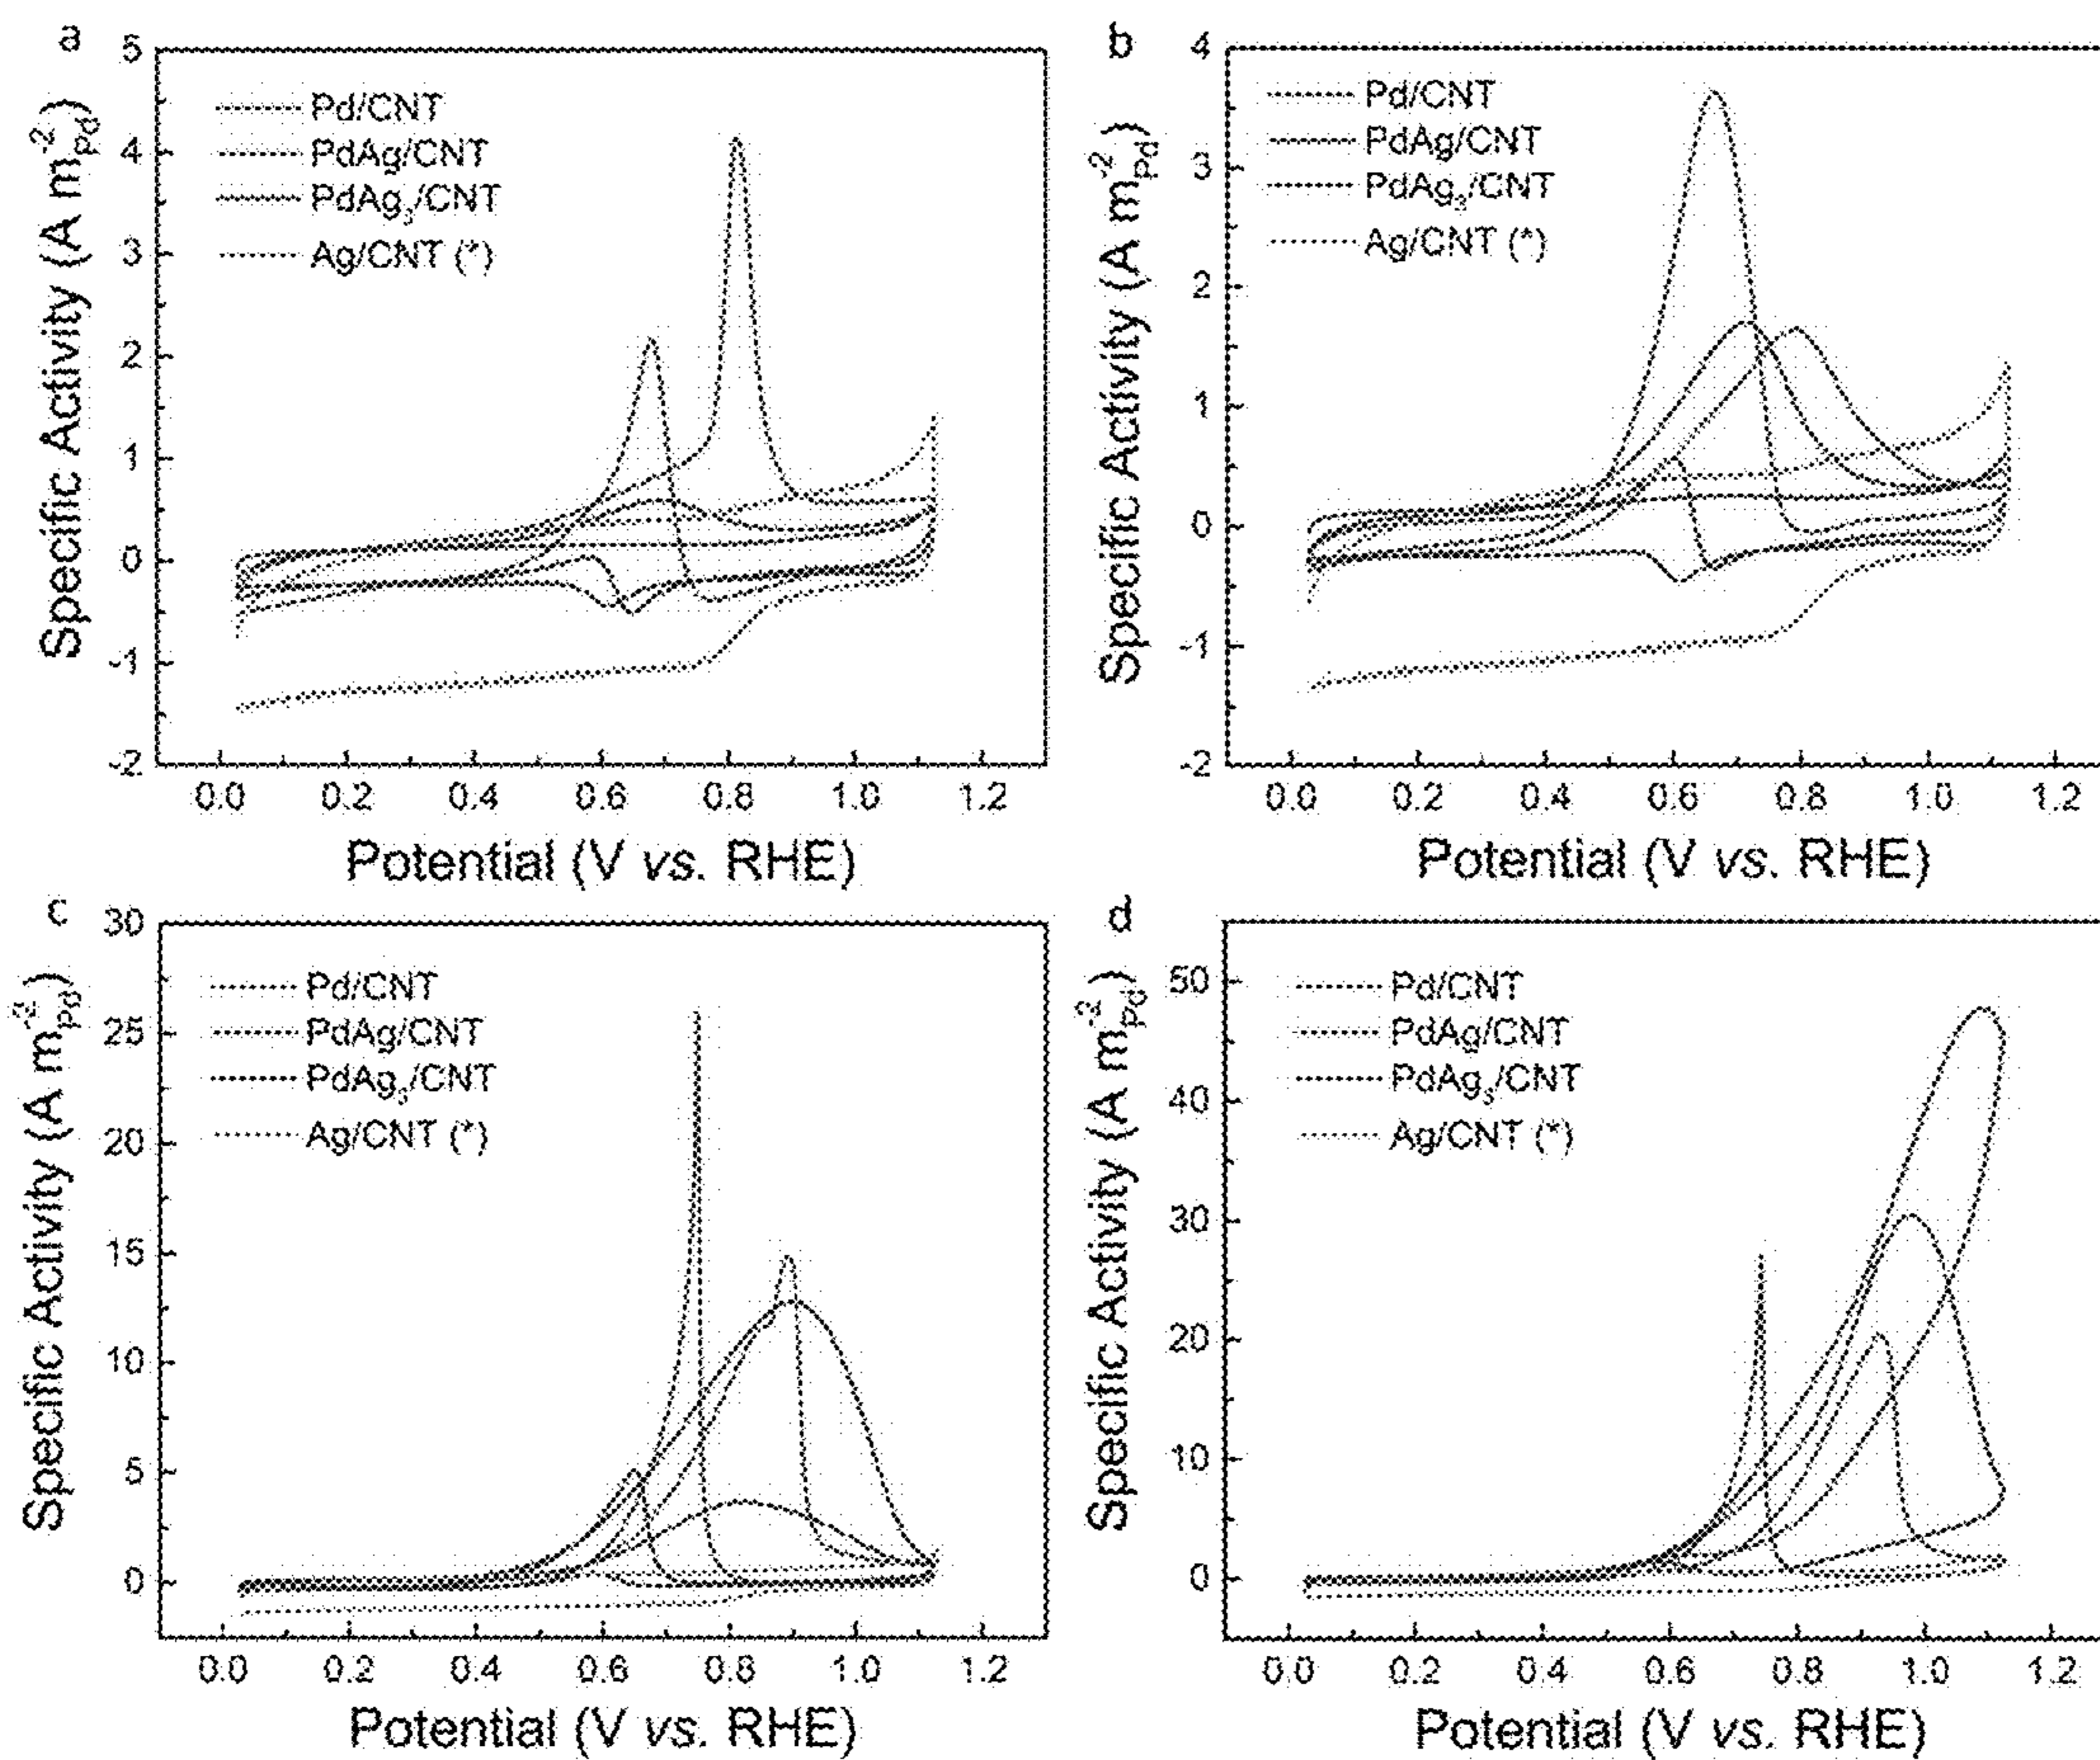 a
5
4
3
2
1
0
-1
-2
Specific Activity (A m⁻²Pd)
Pd/CNT
PdAg/CNT
PdAg₃/CNT
Ag/CNT (*)
0.0 0.2 0.4 0.6 0.8 1.0 1.2
Potential (V vs. RHE)
b
4
3
2
1
0
-1
-2
Specific Activity (A m⁻²Pd)
Pd/CNT
PdAg/CNT
PdAg₃/CNT
Ag/CNT (*)
0.0 0.2 0.4 0.6 0.8 1.0 1.2
Potential (V vs. RHE)
c
30
25
20
15
10
5
0
Specific Activity (A m⁻²Pd)
Pd/CNT
PdAg/CNT
PdAg₃/CNT
Ag/CNT (*)
0.0 0.2 0.4 0.6 0.8 1.0 1.2
Potential (V vs. RHE)
d
50
40
30
20
10
0
Specific Activity (A m⁻²Pd)
Pd/CNT
PdAg/CNT
PdAg₃/CNT
Ag/CNT (*)
0.0 0.2 0.4 0.6 0.8 1.0 1.2
Potential (V vs. RHE)